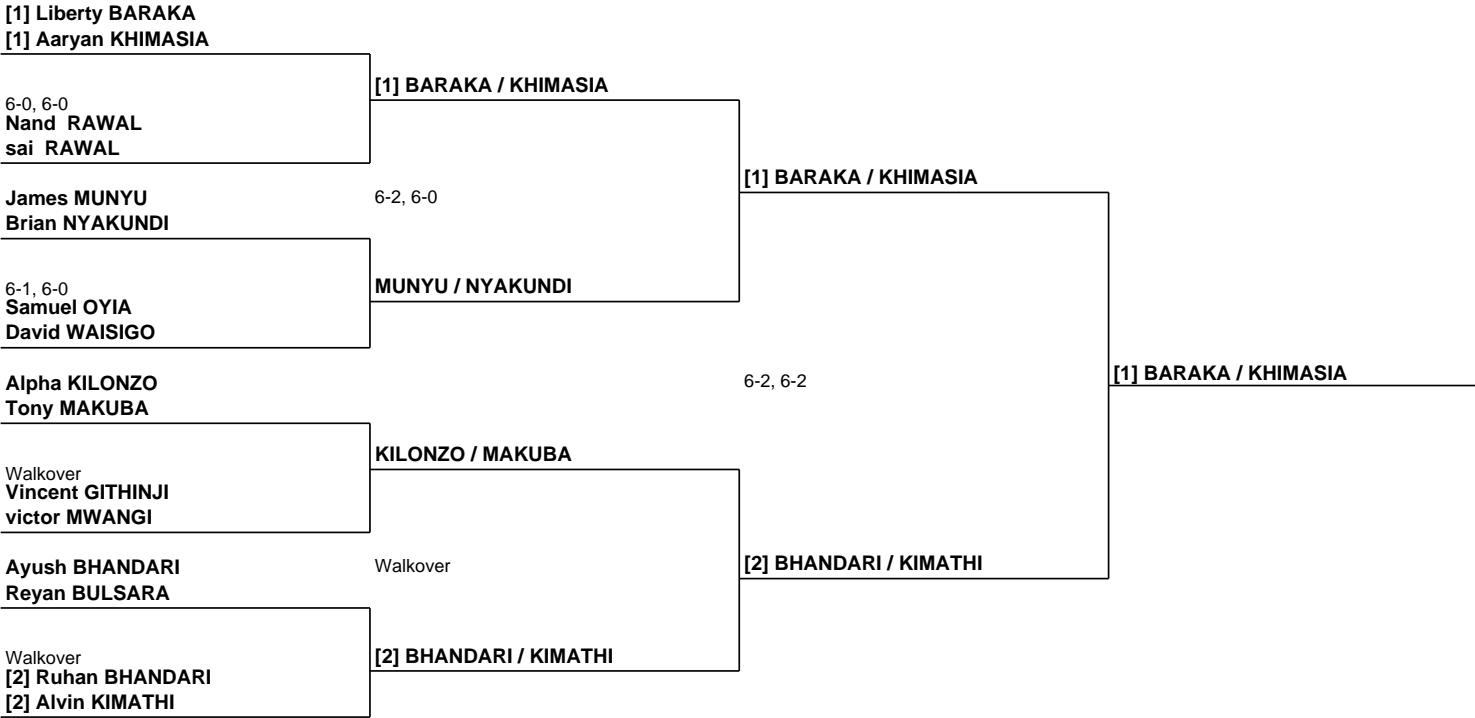 [1] Liberty BARAKA
[1] Aaryan KHIMASIA
[1] BARAKA / KHIMASIA
6-0, 6-0
Nand  RAWAL
sai  RAWAL
[1] BARAKA / KHIMASIA
James MUNYU
6-2, 6-0
Brian NYAKUNDI
MUNYU / NYAKUNDI
6-1, 6-0
Samuel OYIA
David WAISIGO
[1] BARAKA / KHIMASIA
Alpha KILONZO
6-2, 6-2
Tony MAKUBA
KILONZO / MAKUBA
Walkover
Vincent GITHINJI
victor MWANGI
Ayush BHANDARI
Walkover
[2] BHANDARI / KIMATHI
Reyan BULSARA
[2] BHANDARI / KIMATHI
Walkover
[2] Ruhan BHANDARI
[2] Alvin KIMATHI